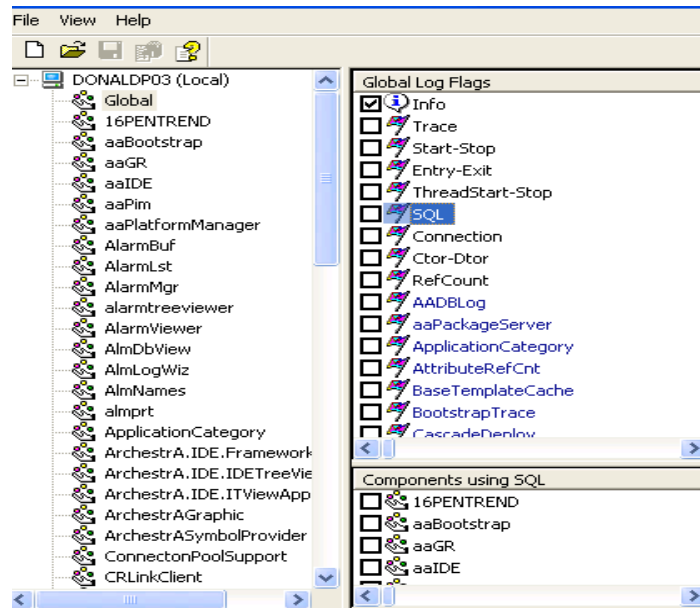 File View Help
DONALDP03 (Local)
Global
16PENTREND
aaBootstrap
aaGR
aaIDE
aaPim
aaPlatformManager
AlarmBuf
AlarmLst
AlarmMgr
alarmtreeviewer
AlarmViewer
AlmDbView
AlmLogWiz
AlmNames
almprt
ApplicationCategory
ArchestrA.IDE.Framework
ArchestrA.IDE.IDETreeVie
ArchestrA.IDE.ITViewApp
ArchestrAGraphic
ArchestrASymbolProvider
ConnectonPoolSupport
CRLinkClient
Global Log Flags
Info
Trace
Start-Stop
Entry-Exit
ThreadStart-Stop
SQL
Connection
Ctor-Dtor
RefCount
AADBLog
aaPackageServer
ApplicationCategory
AttributeRefCnt
BaseTemplateCache
BootstrapTrace
CascadeDeploy
Components using SQL
16PENTREND
aaBootstrap
aaGR
aaIDE